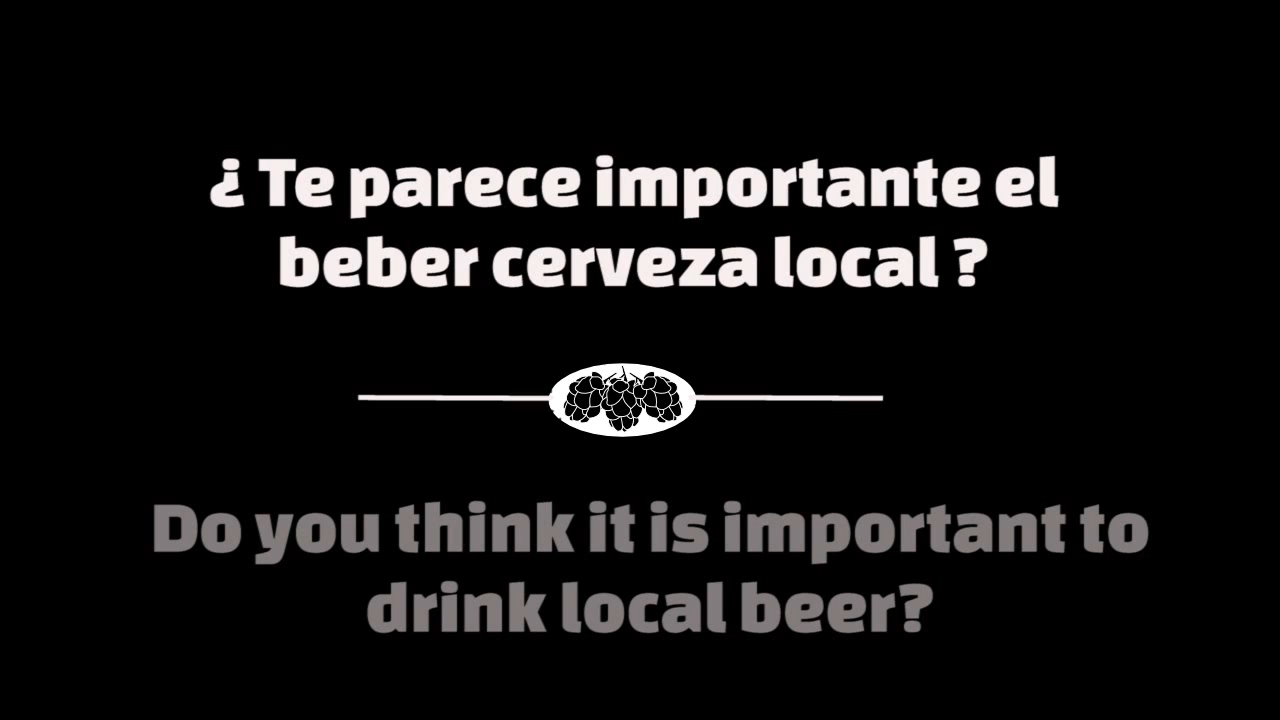 ¿ Te parece importante el
beber cerveza local ?
Do you think it is important to
drink local beer?